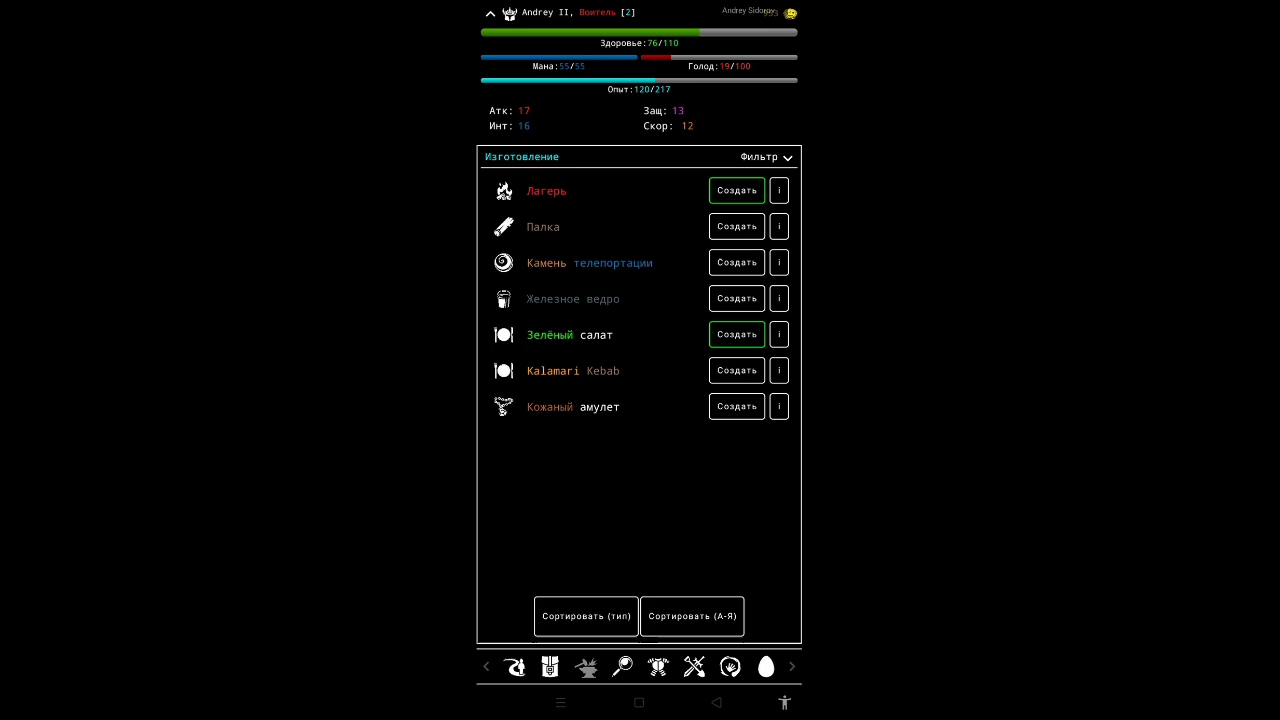 Andrey II, Воитель [2]
Andrey Sidorov
Здоровье:76/110
Мана:55/55
Голод:19/100
Опыт:120/217
Атк: 17
Защ: 13
Инт: 16
Скор: 12
Изготовление
Фильтр
Лагерь Создать i
Палка Создать i
Камень телепортации Создать i
Железное ведро Создать i
Зелёный салат Создать i
Kalamari Kebab Создать i
Кожаный амулет Создать i
Сортировать (тип)
Сортировать (А-Я)